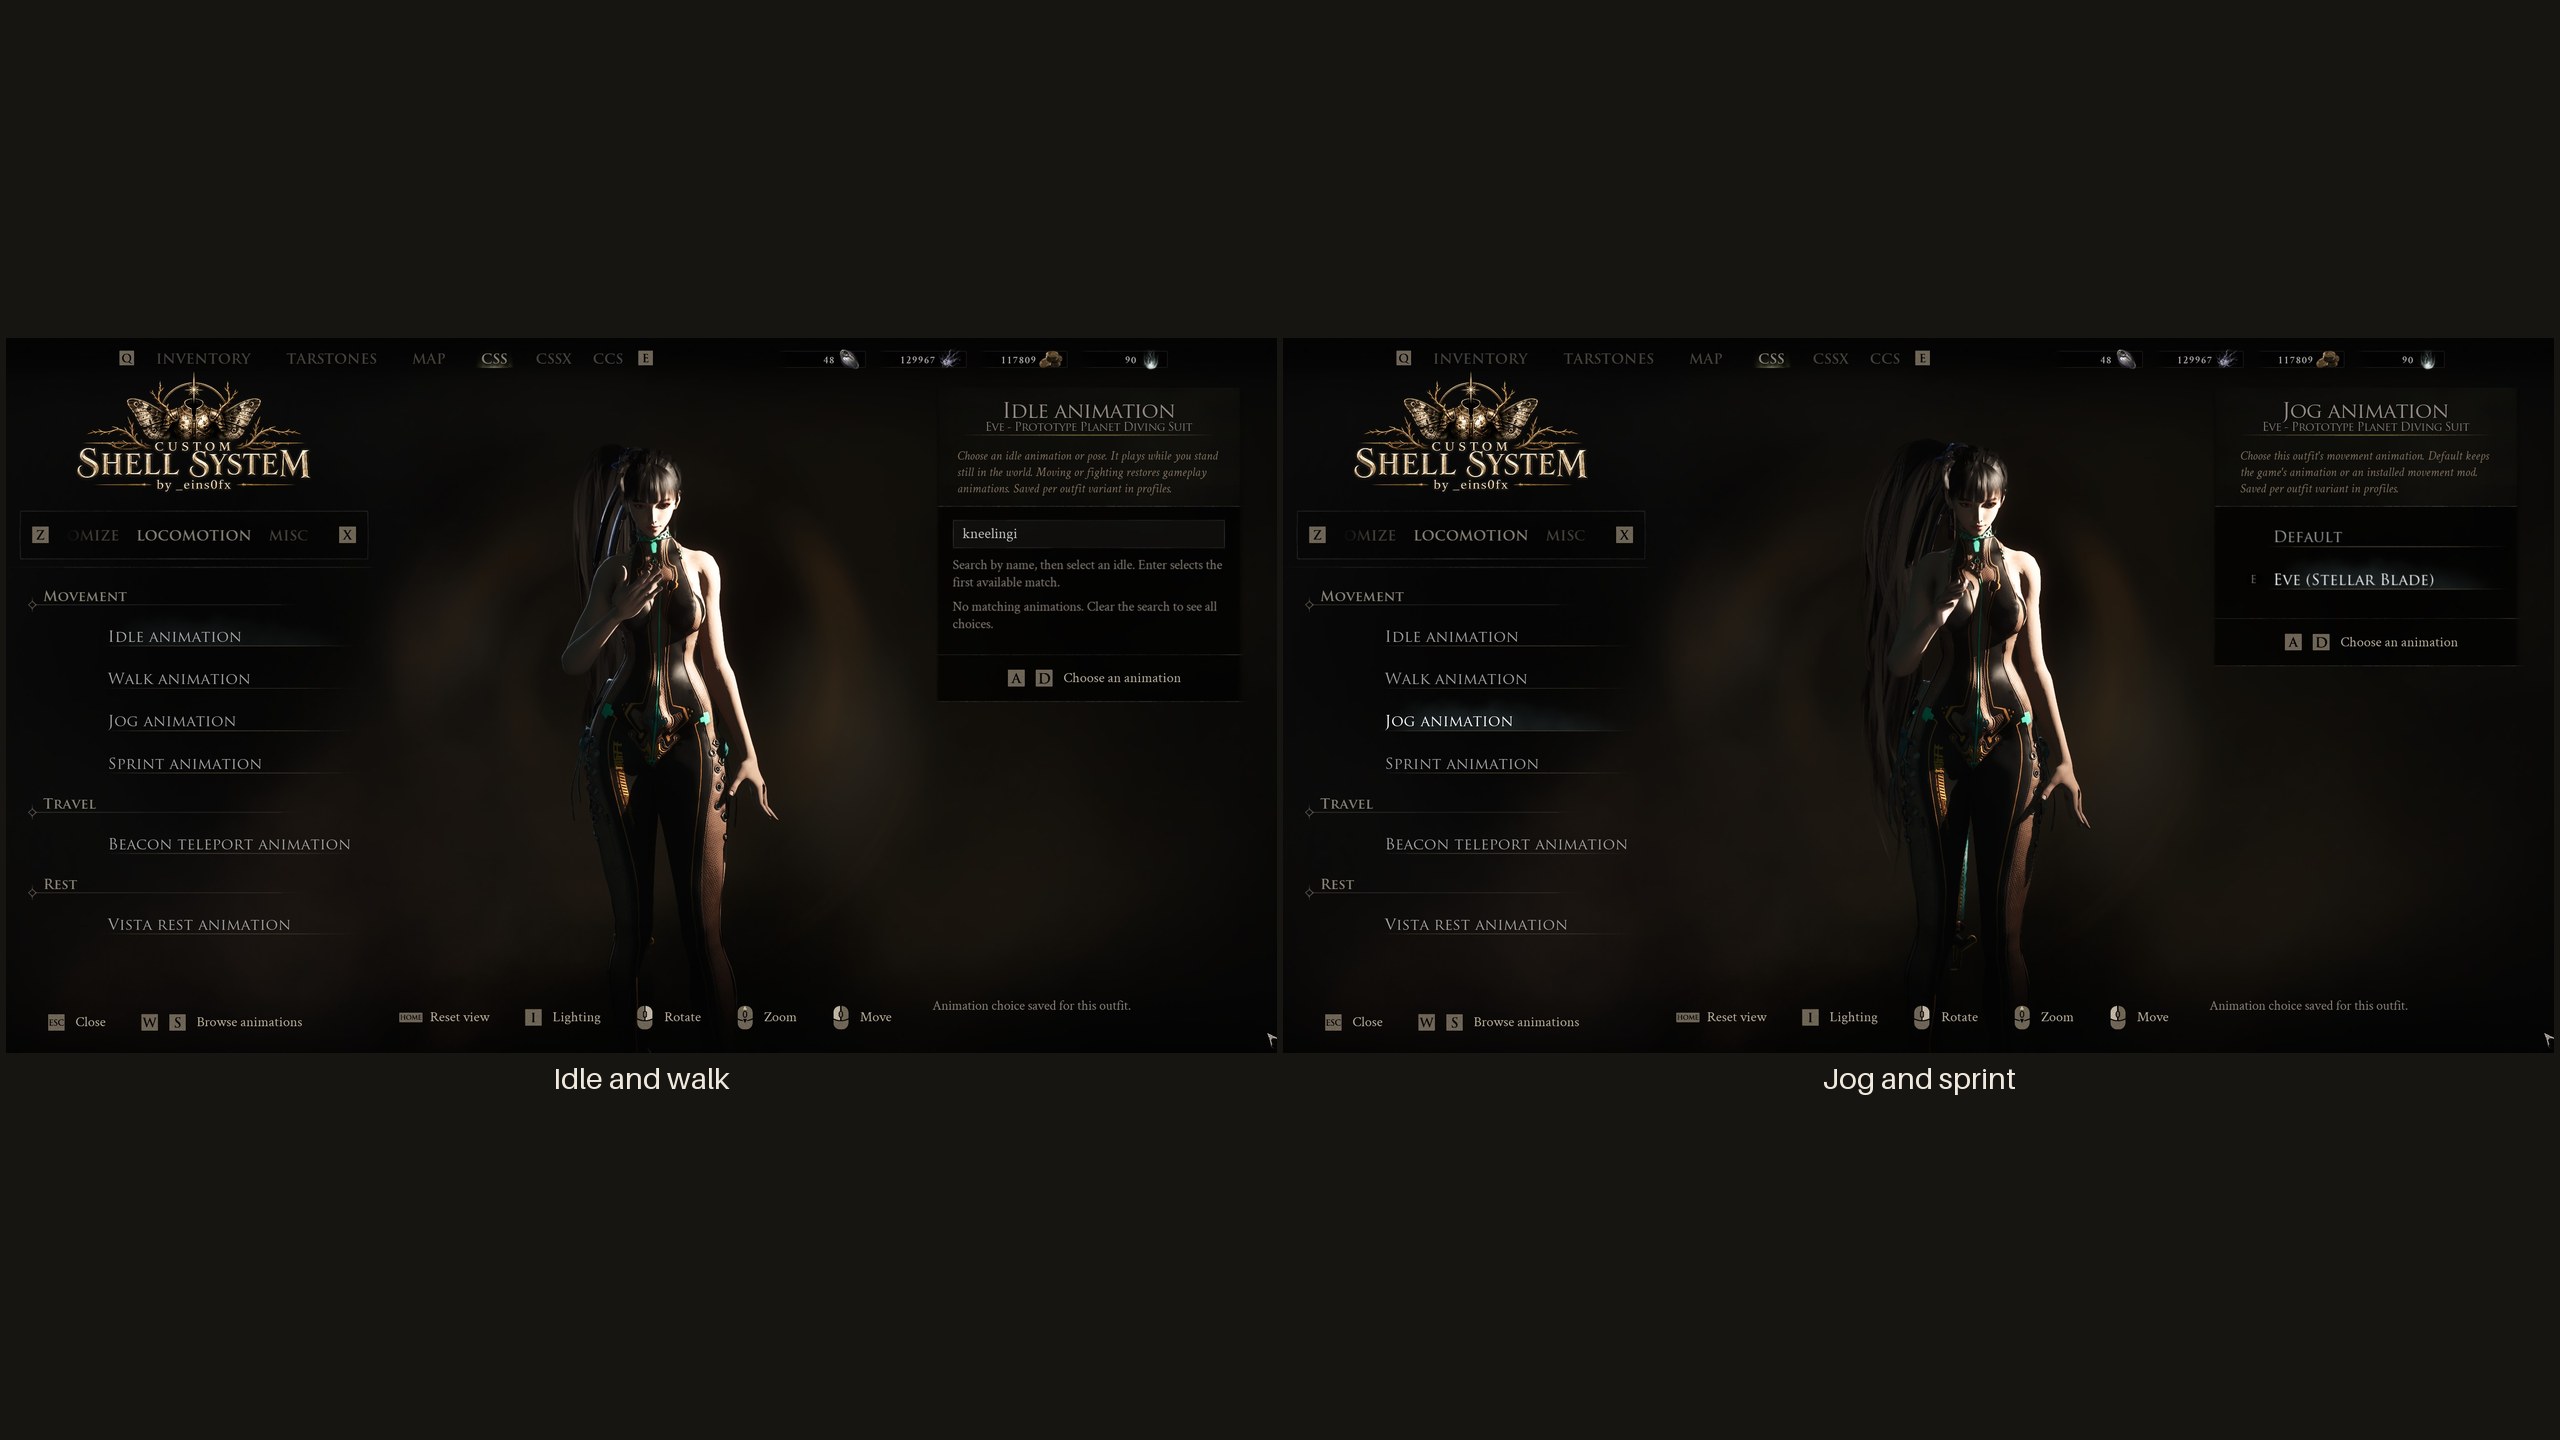 Q INVENTORY TARSTONES MAP CSS CSSX CCS E 48 129967 117809 90
CUSTOM
SHELL SYSTEM
by _eins0fx
Z OMIZE LOCOMOTION MISC X
MOVEMENT
IDLE ANIMATION
WALK ANIMATION
JOG ANIMATION
SPRINT ANIMATION
TRAVEL
BEACON TELEPORT ANIMATION
REST
VISTA REST ANIMATION
ESC Close W S Browse animations
HOME Reset view I Lighting Rotate Zoom Move
IDLE ANIMATION
EVE - PROTOTYPE PLANET DIVING SUIT
Choose an idle animation or pose. It plays while you stand
still in the world. Moving or fighting restores gameplay
animations. Saved per outfit variant in profiles.
kneelingi
Search by name, then select an idle. Enter selects the
first available match.
No matching animations. Clear the search to see all
choices.
A D Choose an animation
Animation choice saved for this outfit.
Idle and walk
Q INVENTORY TARSTONES MAP CSS CSSX CCS E 48 129967 117809 90
CUSTOM
SHELL SYSTEM
by _eins0fx
Z OMIZE LOCOMOTION MISC X
MOVEMENT
IDLE ANIMATION
WALK ANIMATION
JOG ANIMATION
SPRINT ANIMATION
TRAVEL
BEACON TELEPORT ANIMATION
REST
VISTA REST ANIMATION
ESC Close W S Browse animations
HOME Reset view I Lighting Rotate Zoom Move
JOG ANIMATION
EVE - PROTOTYPE PLANET DIVING SUIT
Choose this outfit's movement animation. Default keeps
the game's animation or an installed movement mod.
Saved per outfit variant in profiles.
DEFAULT
E EVE (STELLAR BLADE)
A D Choose an animation
Animation choice saved for this outfit.
Jog and sprint